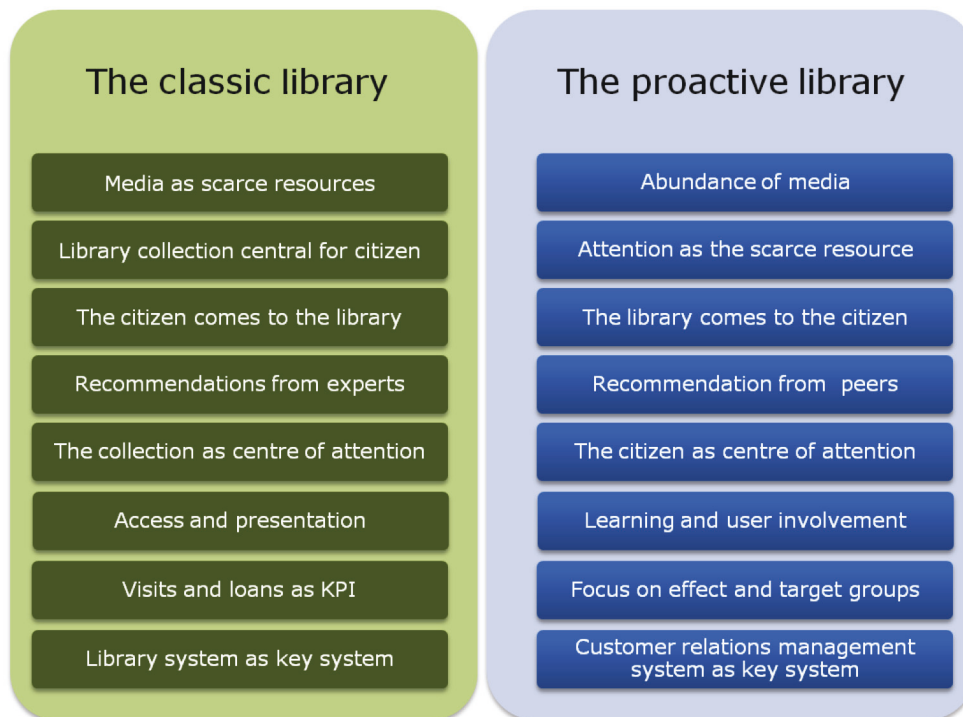 The classic library
Media as scarce resources
Library collection central for citizen
The citizen comes to the library
Recommendations from experts
The collection as centre of attention
Access and presentation
Visits and loans as KPI
Library system as key system
The proactive library
Abundance of media
Attention as the scarce resource
The library comes to the citizen
Recommendation from peers
The citizen as centre of attention
Learning and user involvement
Focus on effect and target groups
Customer relations management
system as key system